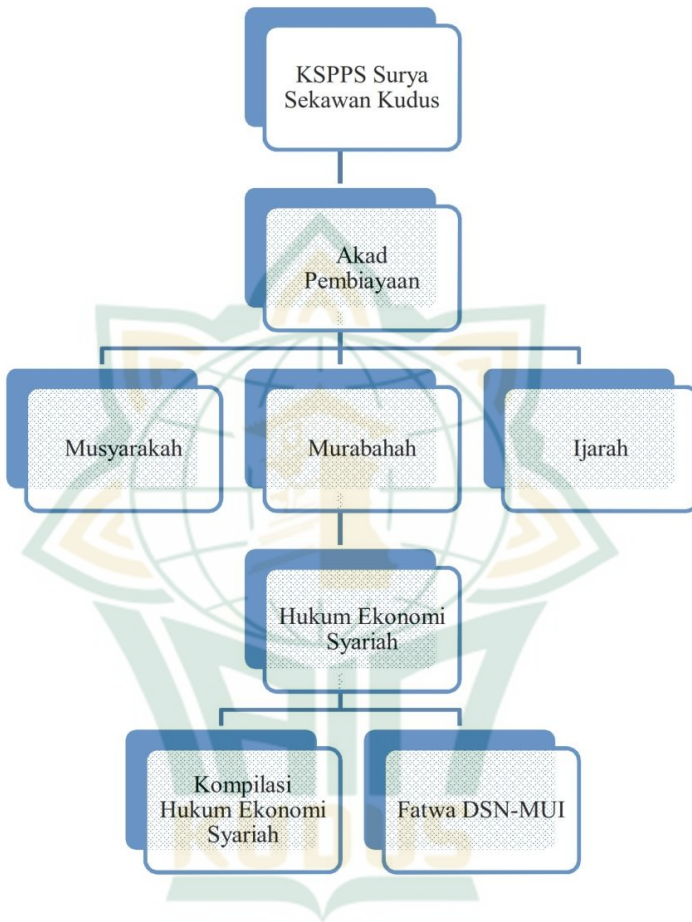 KSPPS Surya
Sekawan Kudus
Akad
Pembiayaan
Musyarakah
Murabahah
Ijarah
Hukum Ekonomi
Syariah
Kompilasi
Hukum Ekonomi
Syariah
Fatwa DSN-MUI
KUDUS